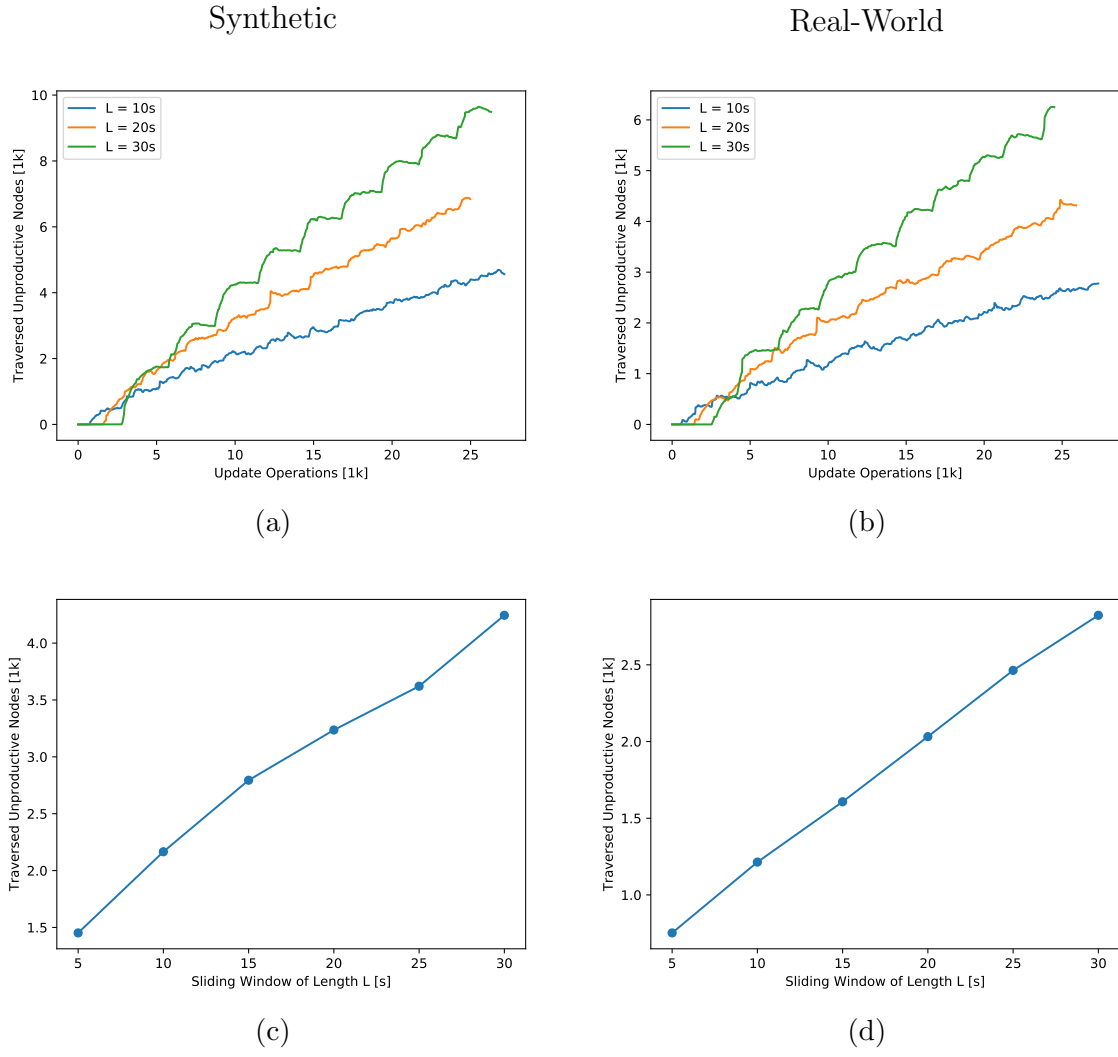 Synthetic
Real-World
Traversed Unproductive Nodes [1k]
10
8
6
4
2
0
L = 10s
L = 20s
L = 30s
0 5 10 15 20 25
Update Operations [1k]
(a)
Traversed Unproductive Nodes [1k]
6
5
4
3
2
1
0
L = 10s
L = 20s
L = 30s
0 5 10 15 20 25
Update Operations [1k]
(b)
Traversed Unproductive Nodes [1k]
4.0
3.5
3.0
2.5
2.0
1.5
5 10 15 20 25 30
Sliding Window of Length L [s]
(c)
Traversed Unproductive Nodes [1k]
2.5
2.0
1.5
1.0
5 10 15 20 25 30
Sliding Window of Length L [s]
(d)